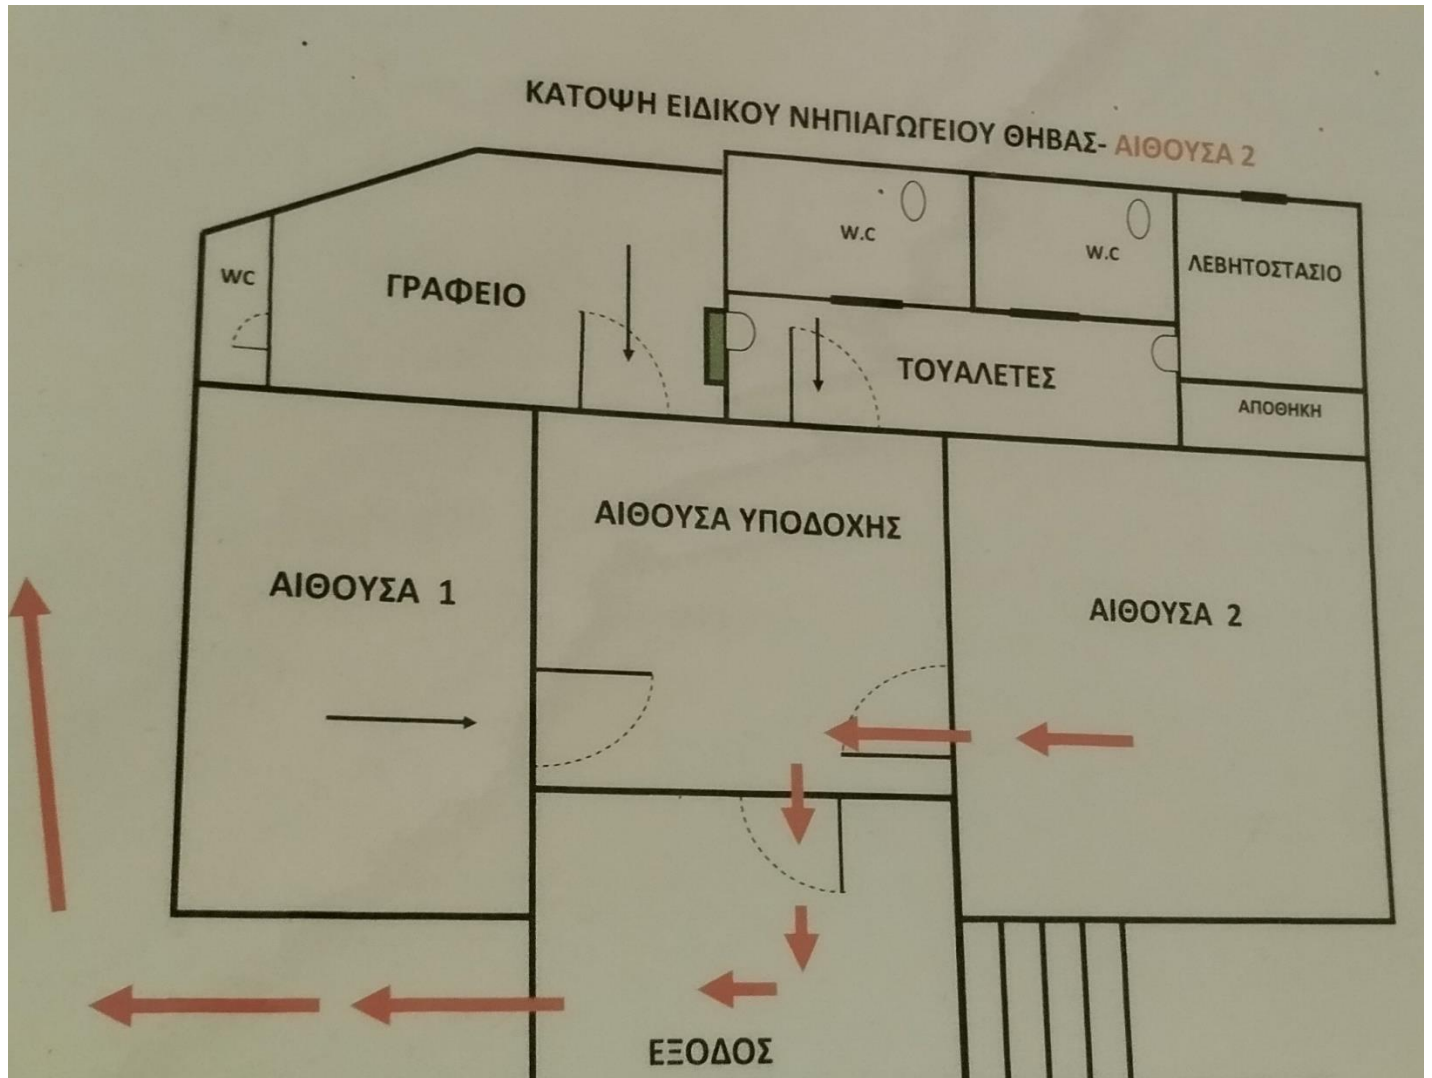 ΚΑΤΟΨΗ ΕΙΔΙΚΟΥ ΝΗΠΙΑΓΩΓΕΙΟΥ ΘΗΒΑΣ- ΑΙΘΟΥΣΑ 2
WC
ΓΡΑΦΕΙΟ
W.C
W.C
ΛΕΒΗΤΟΣΤΑΣΙΟ
ΤΟΥΑΛΕΤΕΣ
ΑΠΟΘΗΚΗ
ΑΙΘΟΥΣΑ ΥΠΟΔΟΧΗΣ
ΑΙΘΟΥΣΑ 1
ΑΙΘΟΥΣΑ 2
ΕΞΟΔΟΣ